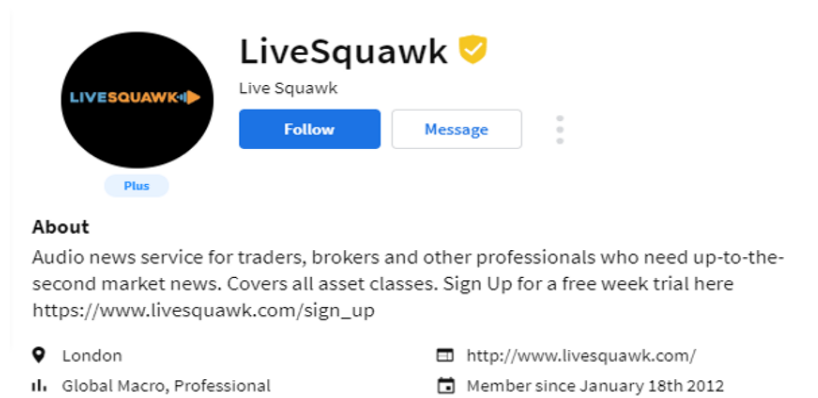 LIVESQUAWK
LiveSquawk
Live Squawk
Follow
Message
Plus
About
Audio news service for traders, brokers and other professionals who need up-to-the-
second market news. Covers all asset classes. Sign Up for a free week trial here
https://www.livesquawk.com/sign_up
London
http://www.livesquawk.com/
Global Macro, Professional
Member since January 18th 2012